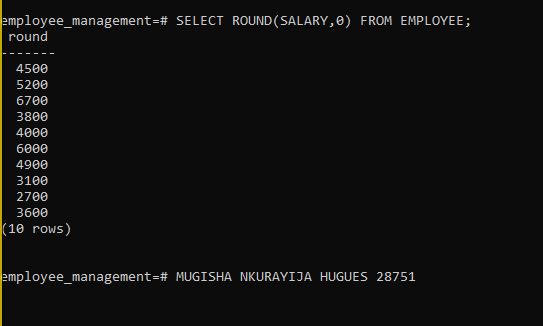 employee_management=# SELECT ROUND(SALARY,0) FROM EMPLOYEE;
 round
-------
  4500
  5200
  6700
  3800
  4000
  6000
  4900
  3100
  2700
  3600
(10 rows)
employee_management=# MUGISHA NKURAYIJA HUGUES 28751